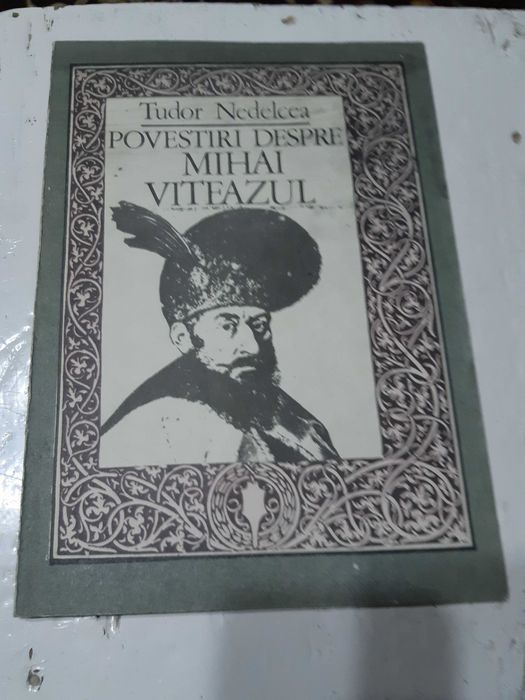 Tudor Nedelcea
POVESTIRI DESPRE
MIHAI
VITEAZUL